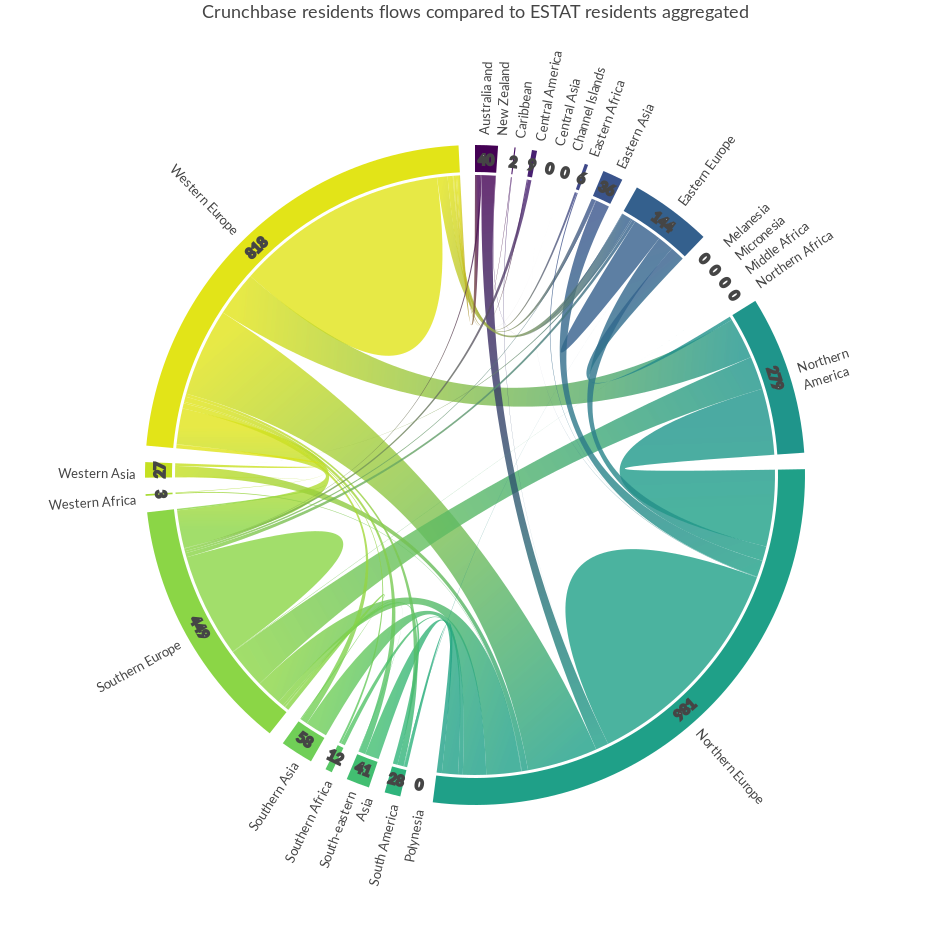 Crunchbase residents flows compared to ESTAT residents aggregated
Australia and
New Zealand
Caribbean
Central America
Central Asia
Channel Islands
Eastern Africa
Eastern Asia
Eastern Europe
Melanesia
Micronesia
Middle Africa
Northern Africa
Northern
America
Northern Europe
Polynesia
South America
South-eastern
Asia
Southern Africa
Southern Asia
Southern Europe
Western Africa
Western Asia
Western Europe
40
2
9
0
0
6
36
144
0
0
0
0
279
981
0
28
41
12
58
449
3
27
818